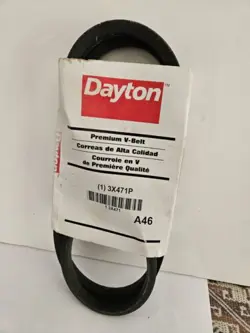 Dayton
Premium V-Belt
Correas de Alta Calidad
Courroie en V
de Première Qualité
(1) 3X471P
A46